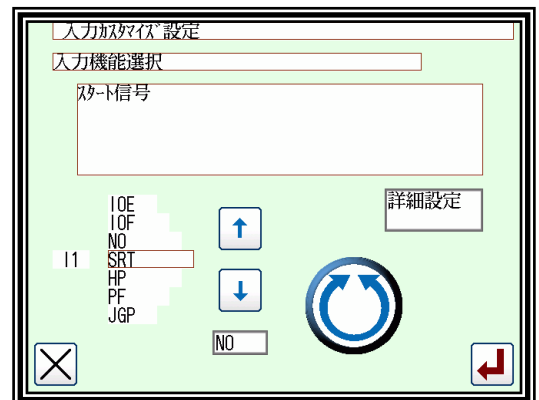 入力ｶｽﾀﾏｲｽﾞ設定
入力機能選択
ｽﾀｰﾄ信号
詳細設定
IOE
IOF
NO
I1 SRT
HP
PF
JGP
NO